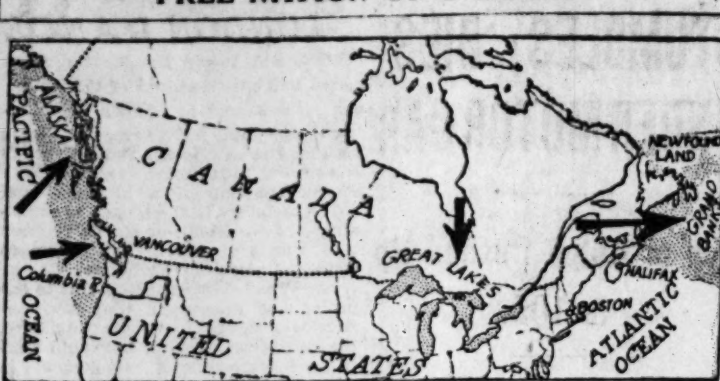 PACIFIC
OCEAN
ALASKA
CANADA
NEWFOUND
LAND
GRAND
BANKS
VANCOUVER
Columbia R.
GREAT LAKES
HALIFAX
BOSTON
UNITED
STATES
ATLANTIC
OCEAN